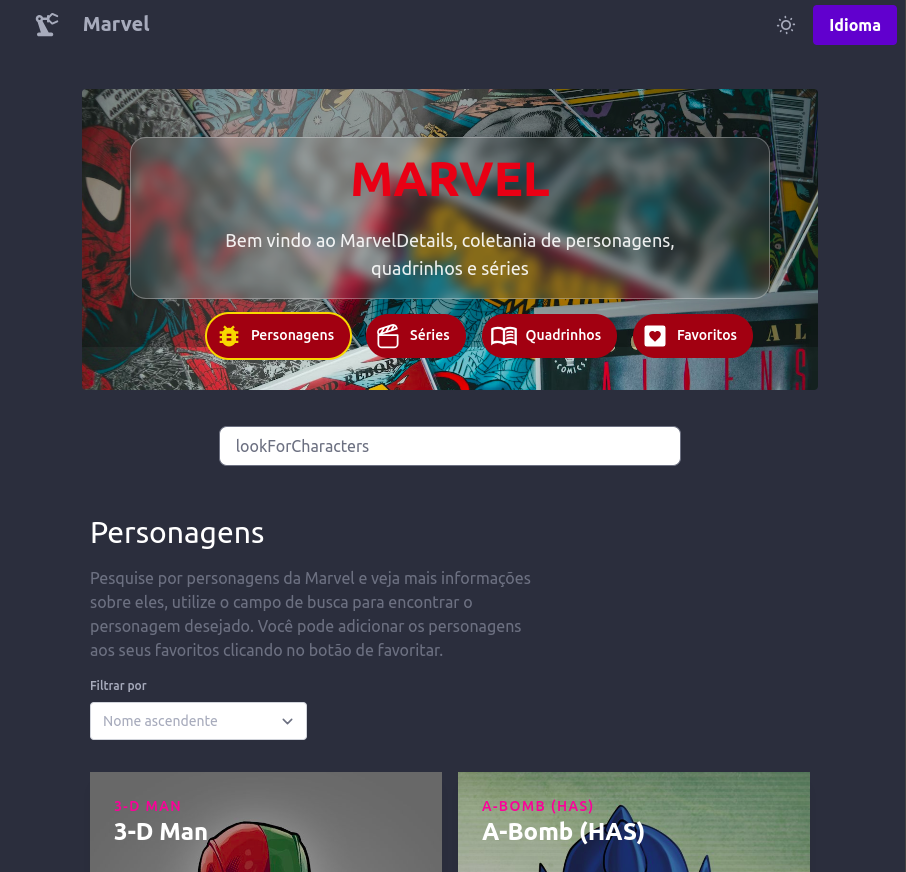 Marvel
Idioma
MARVEL
Bem vindo ao MarvelDetails, coletania de personagens,
quadrinhos e séries
Personagens
Séries
Quadrinhos
Favoritos
COMICS
ALIENS
lookForCharacters
Personagens
Pesquise por personagens da Marvel e veja mais informações
sobre eles, utilize o campo de busca para encontrar o
personagem desejado. Você pode adicionar os personagens
aos seus favoritos clicando no botão de favoritar.
Filtrar por
Nome ascendente
3-D MAN
3-D Man
A-BOMB (HAS)
A-Bomb (HAS)